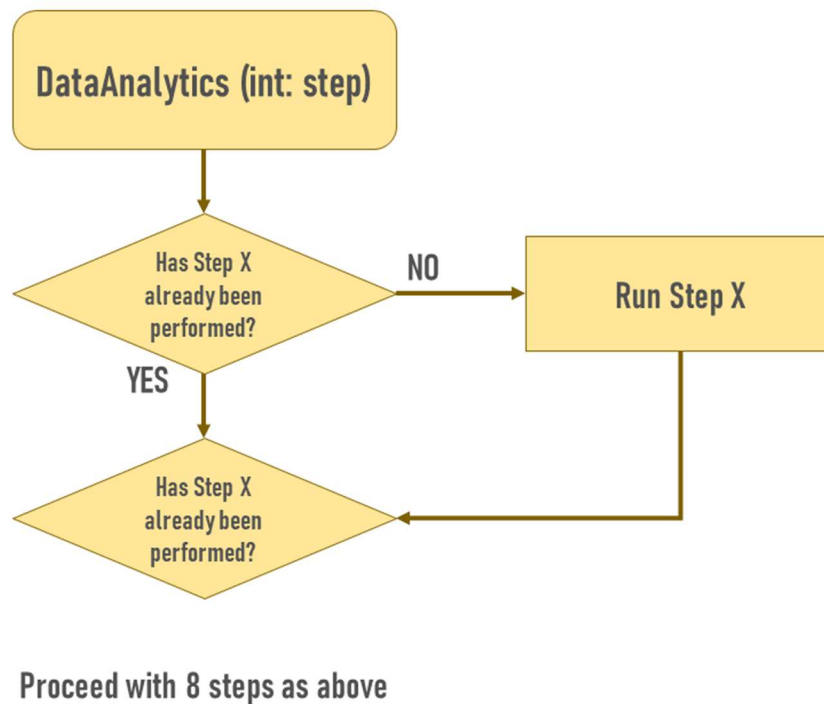 DataAnalytics (int: step)
Has Step X
already been
performed?
NO
Run Step X
YES
Has Step X
already been
performed?
Proceed with 8 steps as above